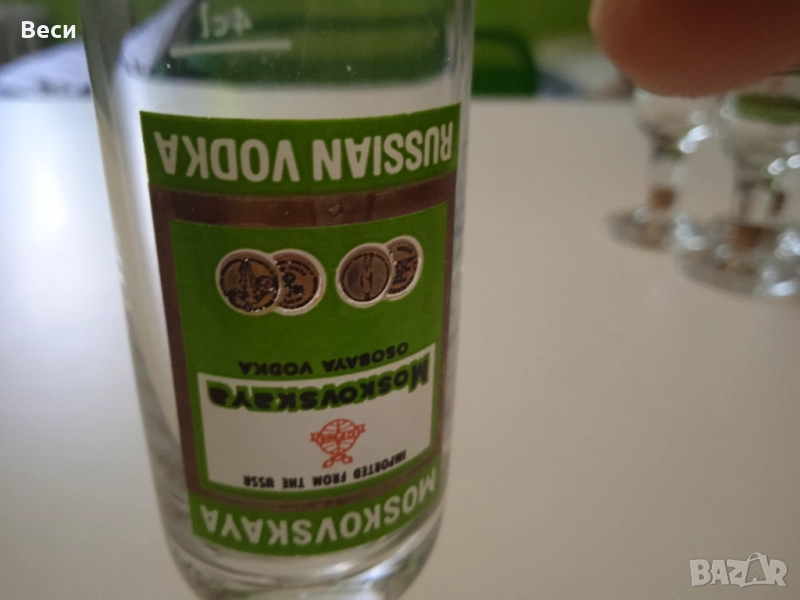 Веси
MOSKOVSKAYA
IMPORTED FROM THE USSR
MOSKOVSKAYA
OSOBAYA VODKA
RUSSIAN VODKA
4cl
BAZAR